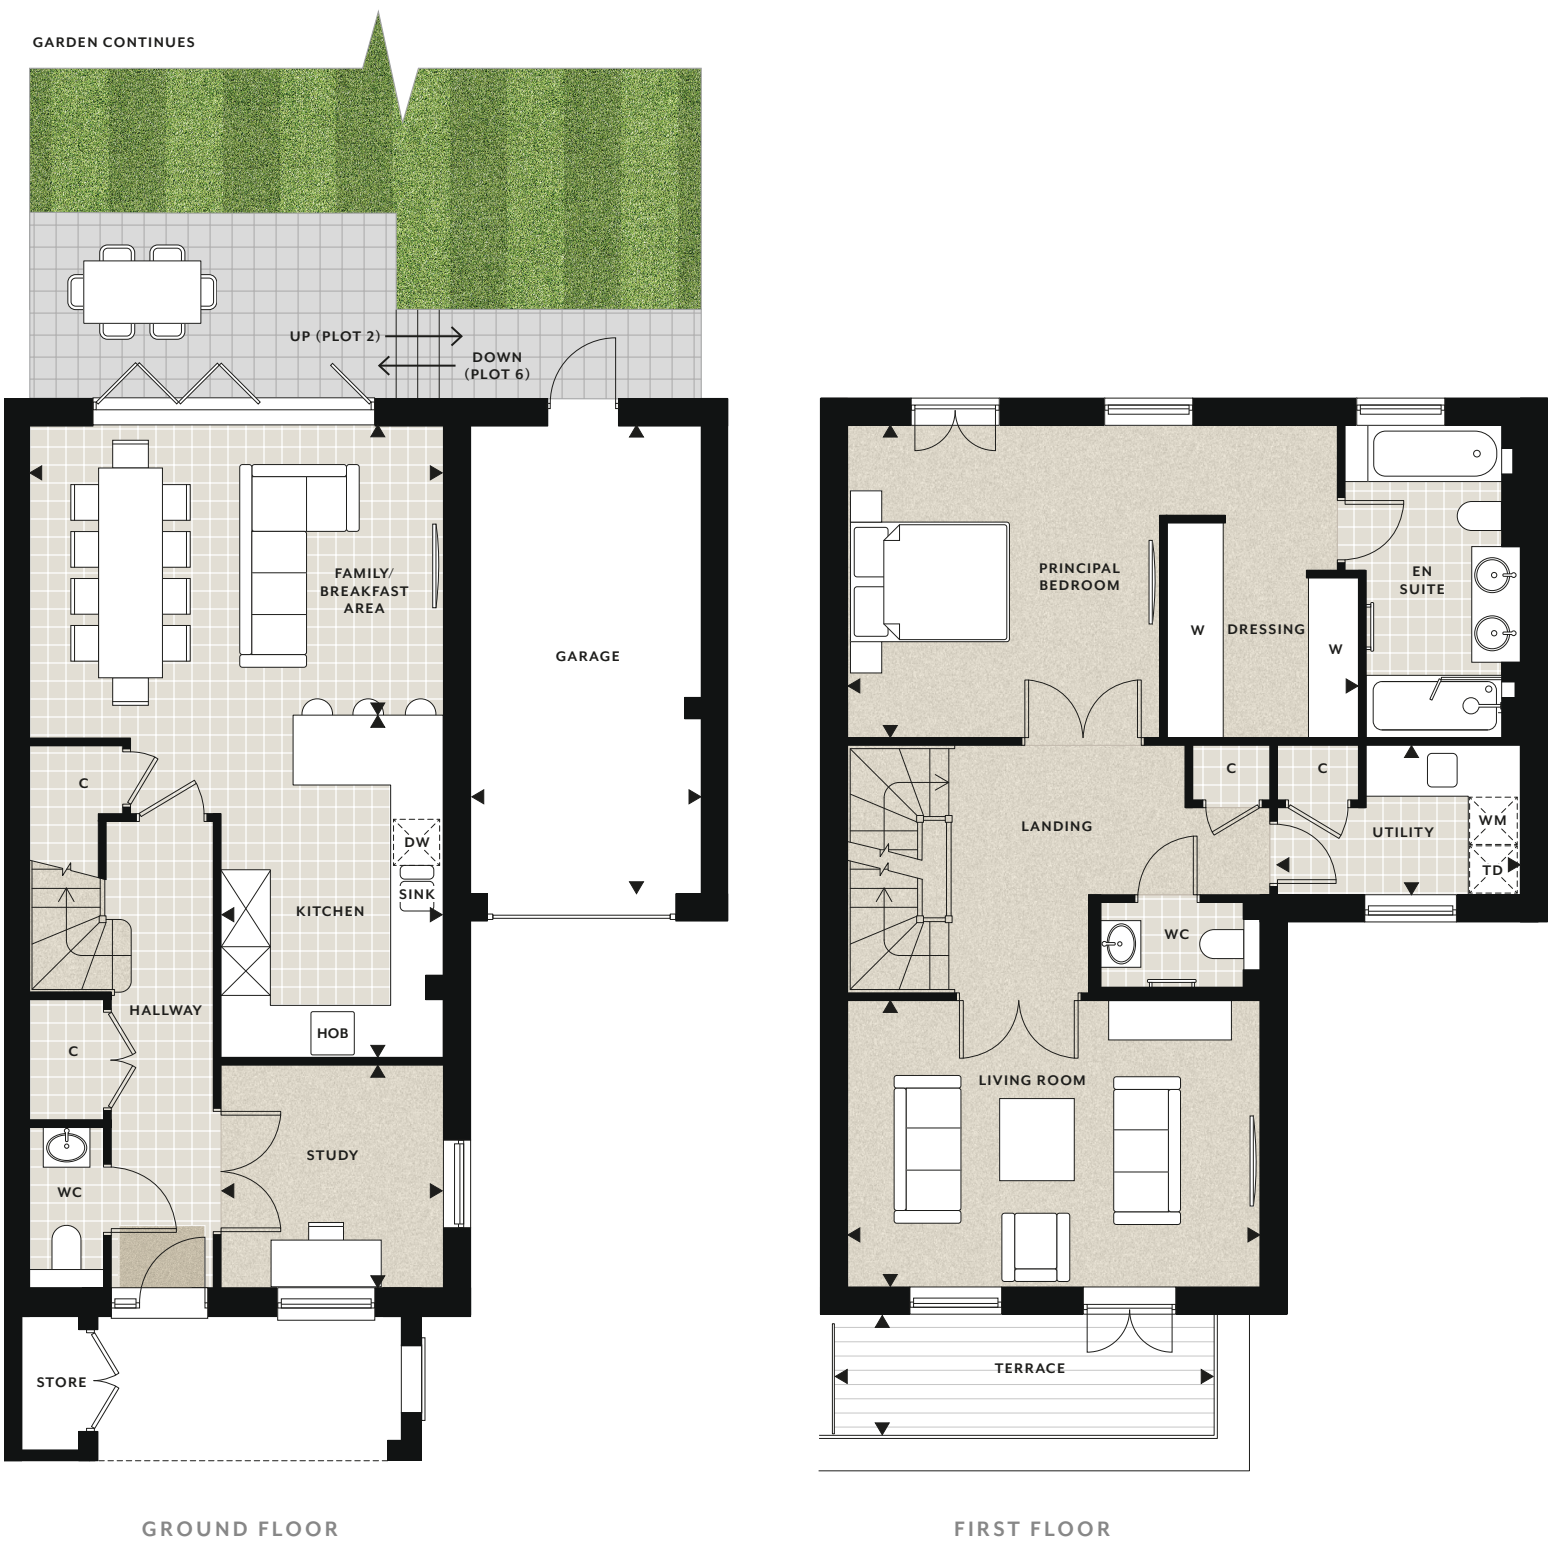 GARDEN CONTINUES
UP (PLOT 2)
DOWN
(PLOT 6)
FAMILY/
BREAKFAST
AREA
GARAGE
C
DW
SINK
KITCHEN
HALLWAY
HOB
C
STUDY
WC
STORE
GROUND FLOOR
PRINCIPAL
BEDROOM
EN
SUITE
W
DRESSING
W
C
C
LANDING
UTILITY
WM
TD
WC
LIVING ROOM
TERRACE
FIRST FLOOR